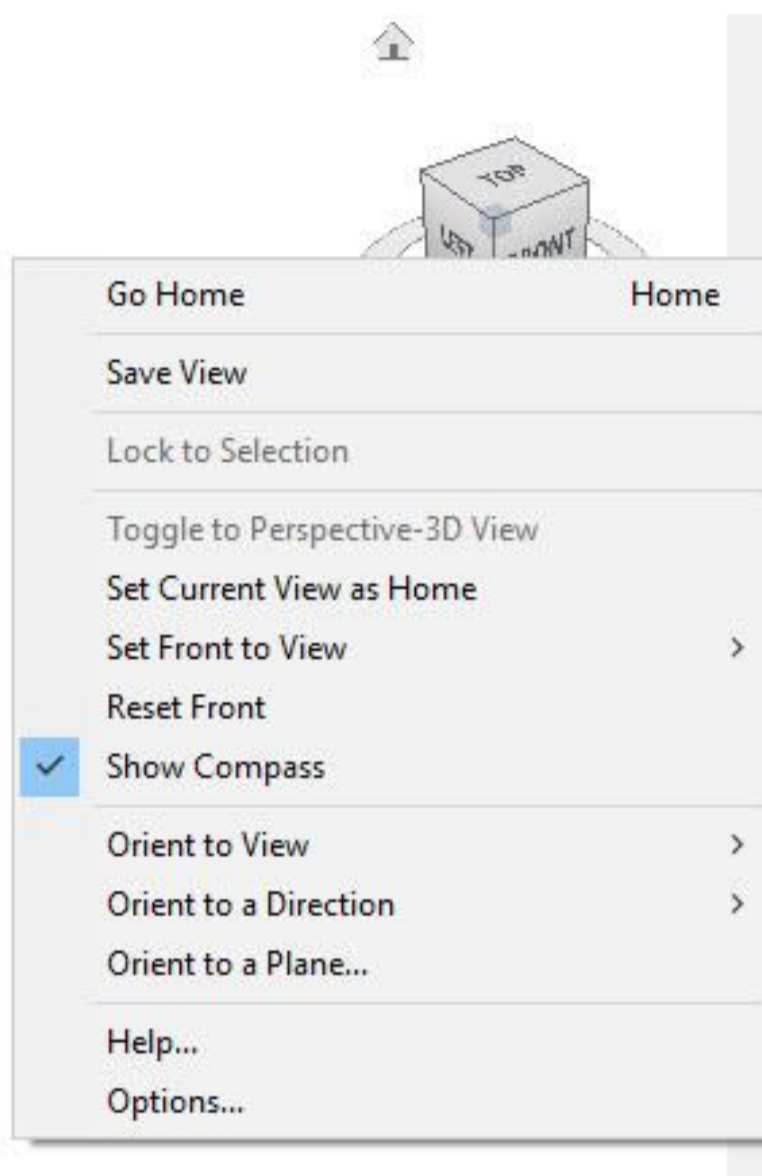 TOP
LEFT
FRONT
Go Home Home
Save View
Lock to Selection
Toggle to Perspective-3D View
Set Current View as Home
Set Front to View
Reset Front
Show Compass
Orient to View
Orient to a Direction
Orient to a Plane...
Help...
Options...